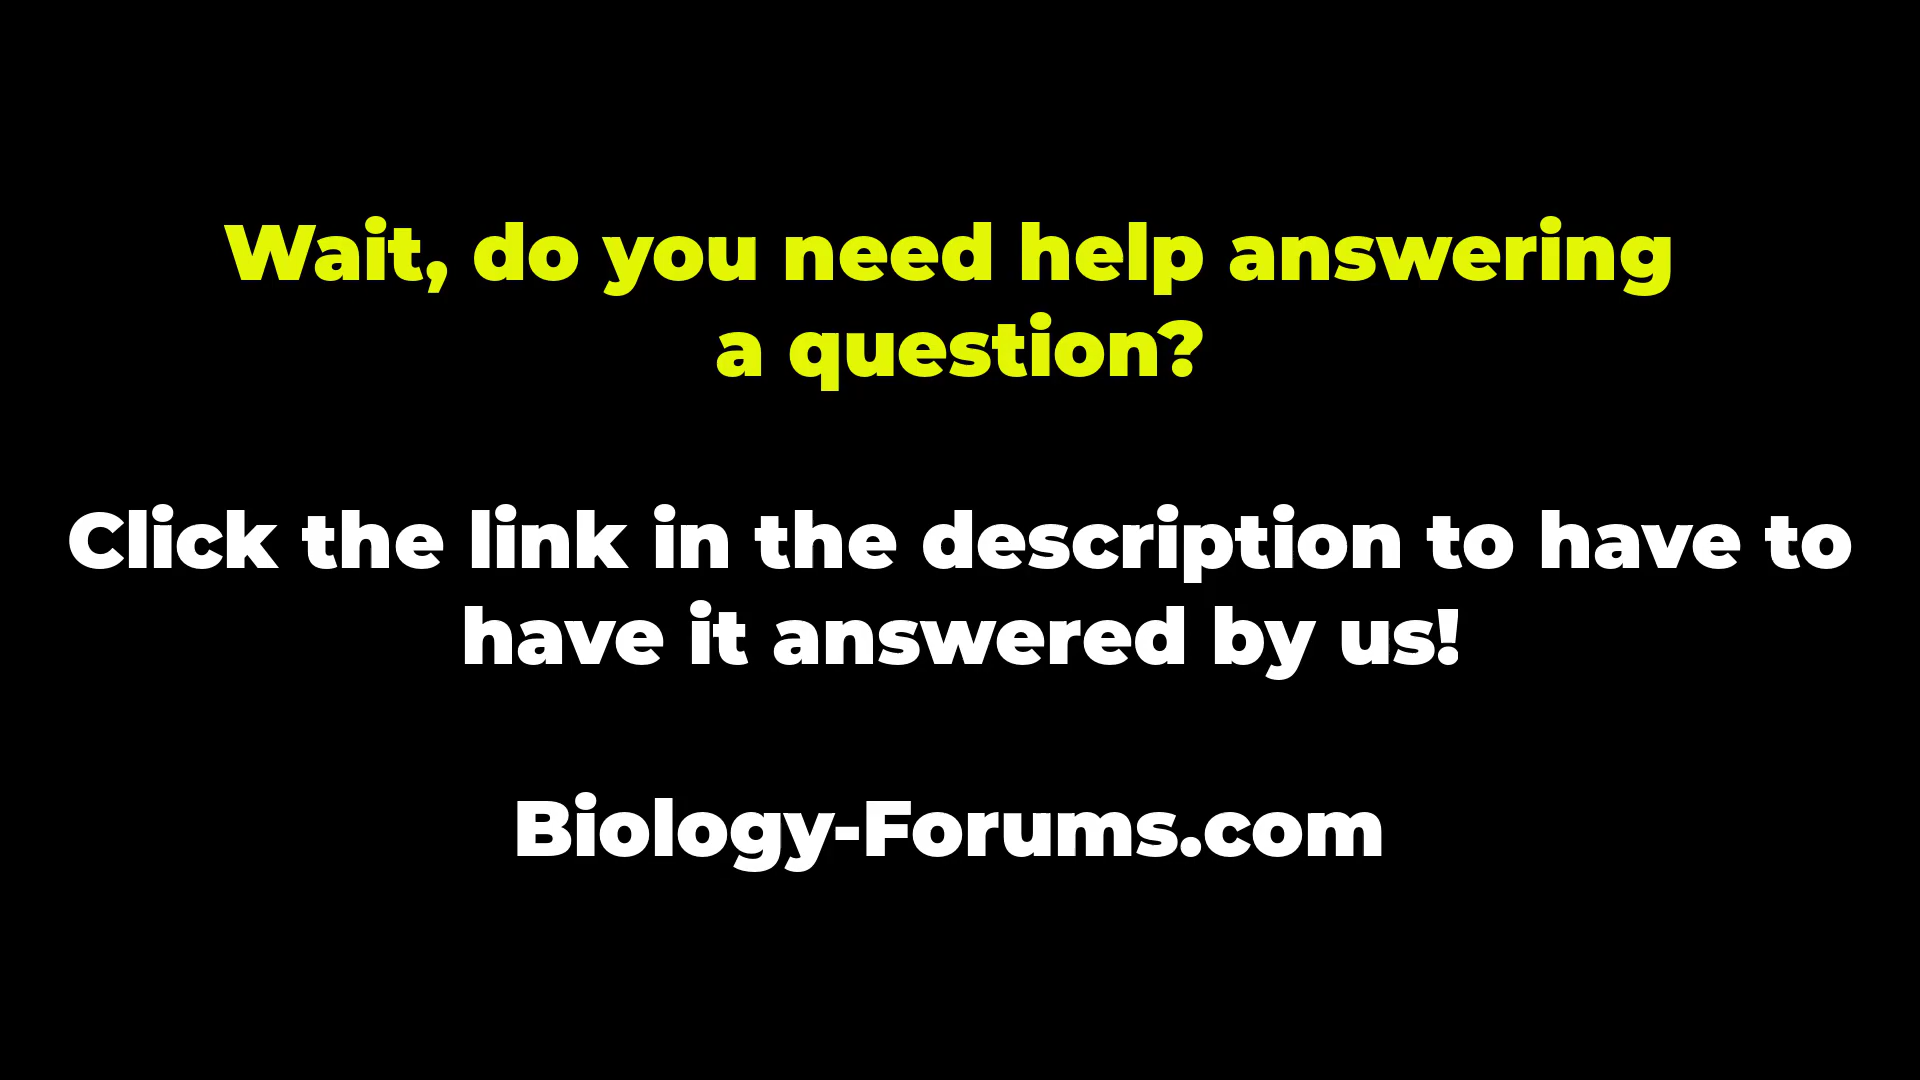 Wait, do you need help answering
a question?
Click the link in the description to have to
have it answered by us!
Biology-Forums.com